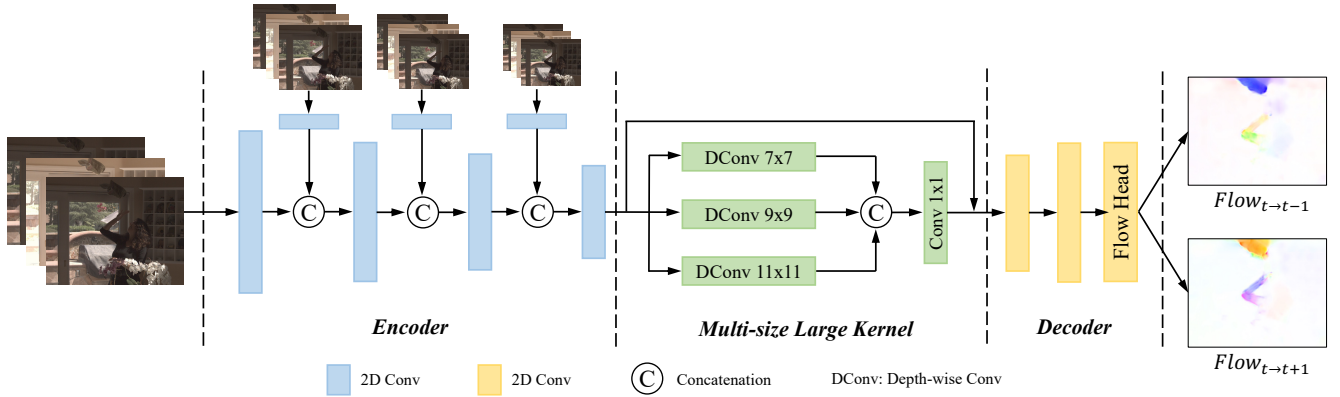 C
C
C
DConv 7x7
DConv 9x9
DConv 11x11
C
Conv 1x1
Flow Head
Flow_{t→t−1}
Flow_{t→t+1}
Encoder
Multi-size Large Kernel
Decoder
2D Conv
2D Conv
C
Concatenation
DConv: Depth-wise Conv